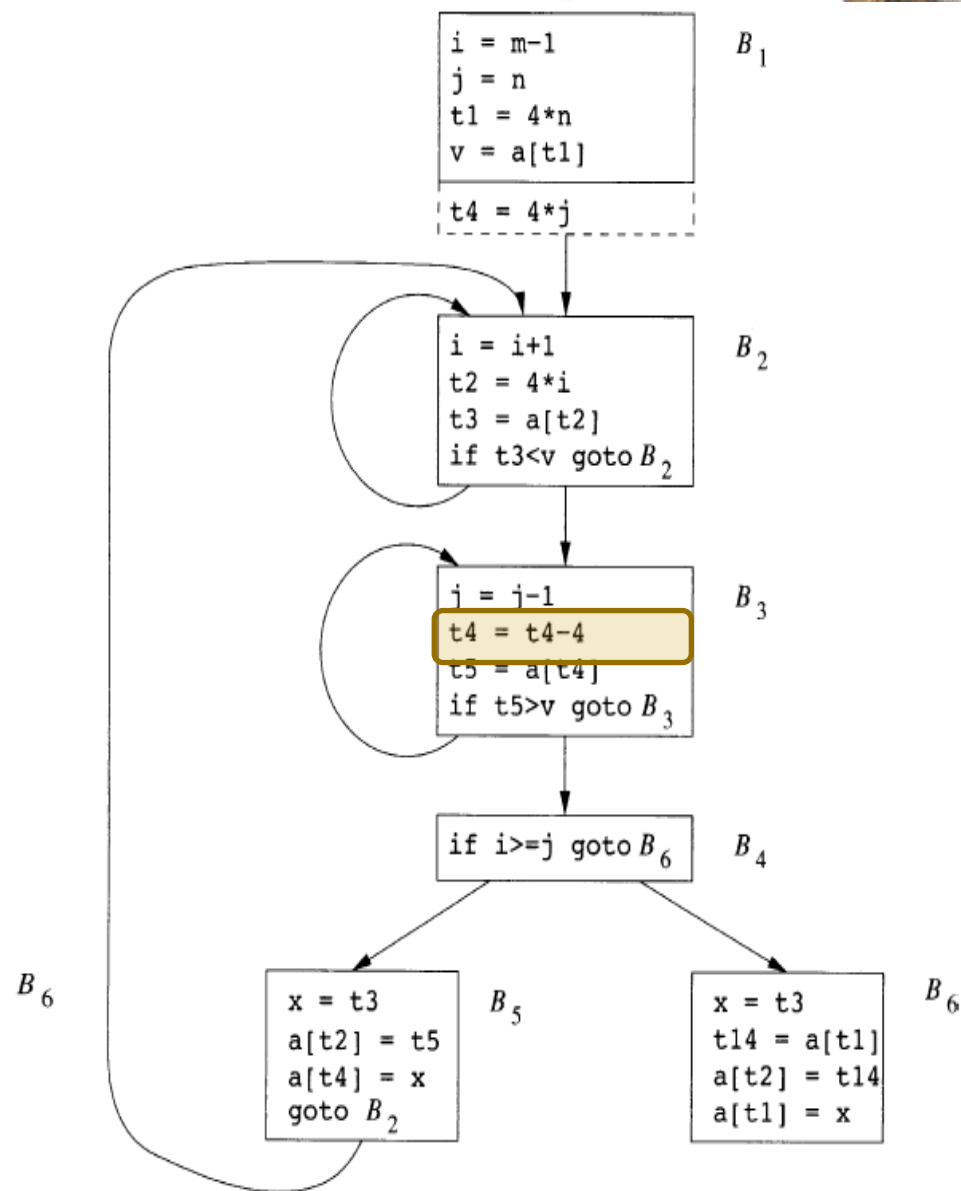 i = m-1
j = n
t1 = 4*n
v = a[t1]
B1
t4 = 4*j
i = i+1
t2 = 4*i
t3 = a[t2]
if t3<v goto B2
B2
j = j-1
t4 = t4-4
t5 = a[t4]
if t5>v goto B3
B3
if i>=j goto B6
B4
B6
x = t3
a[t2] = t5
a[t4] = x
goto B2
B5
x = t3
t14 = a[t1]
a[t2] = t14
a[t1] = x
B6